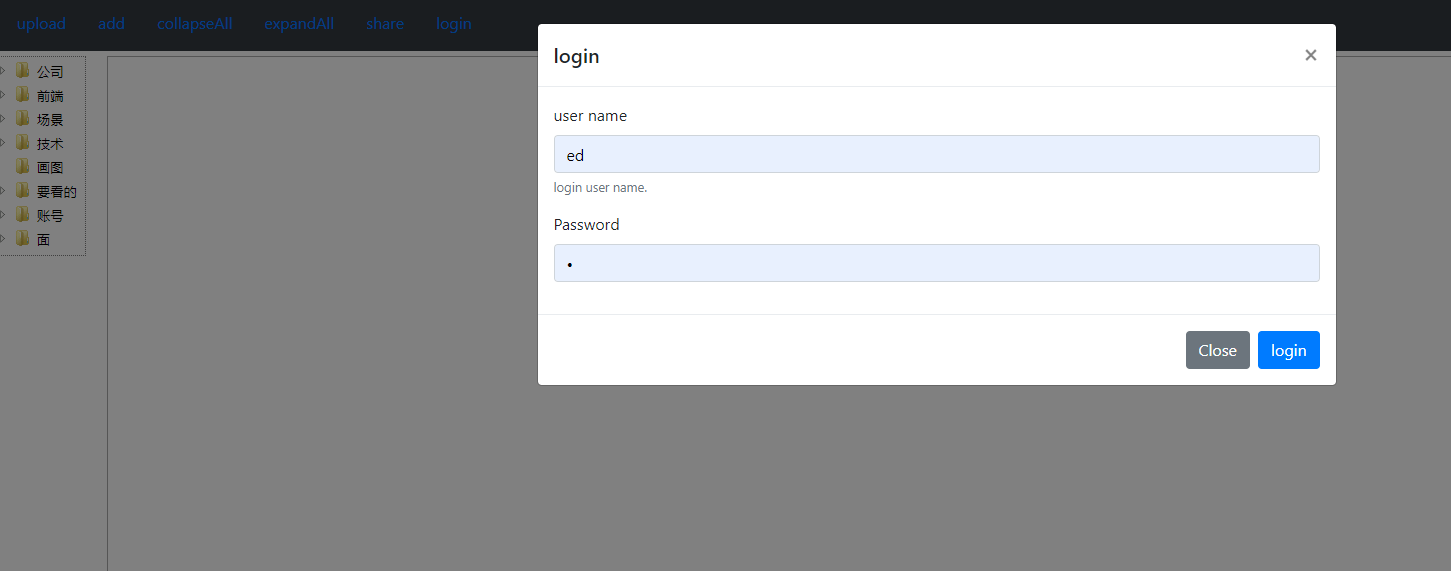 upload add collapseAll expandAll share login
公司
前端
场景
技术
画图
要看的
账号
面
login ×
user name
ed
login user name.
Password
•
Close login